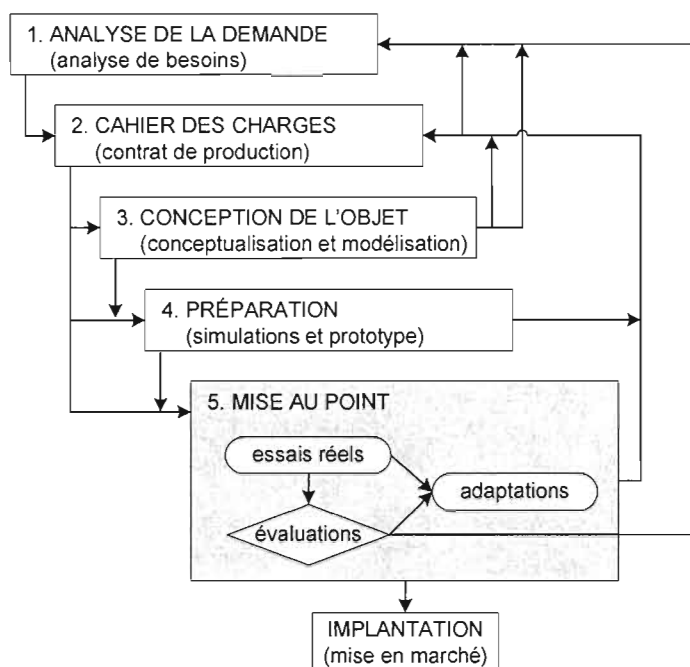 1. ANALYSE DE LA DEMANDE
(analyse de besoins)
2. CAHIER DES CHARGES
(contrat de production)
3. CONCEPTION DE L'OBJET
(conceptualisation et modélisation)
4. PRÉPARATION
(simulations et prototype)
5. MISE AU POINT
essais réels
adaptations
évaluations
IMPLANTATION
(mise en marché)